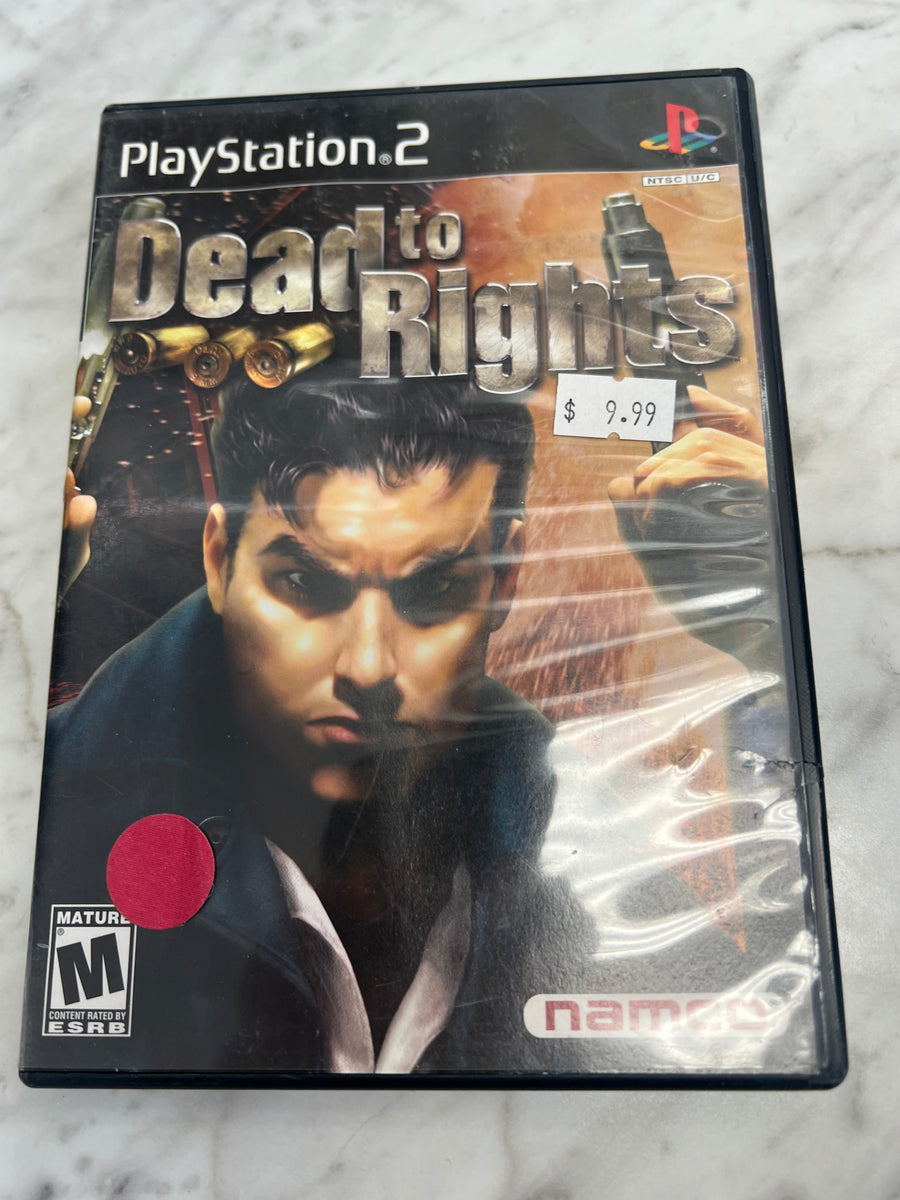 PlayStation®2
NTSC U/C
Dead to
Rights
$ 9.99
MATURE
M
®
CONTENT RATED BY
ESRB
namco